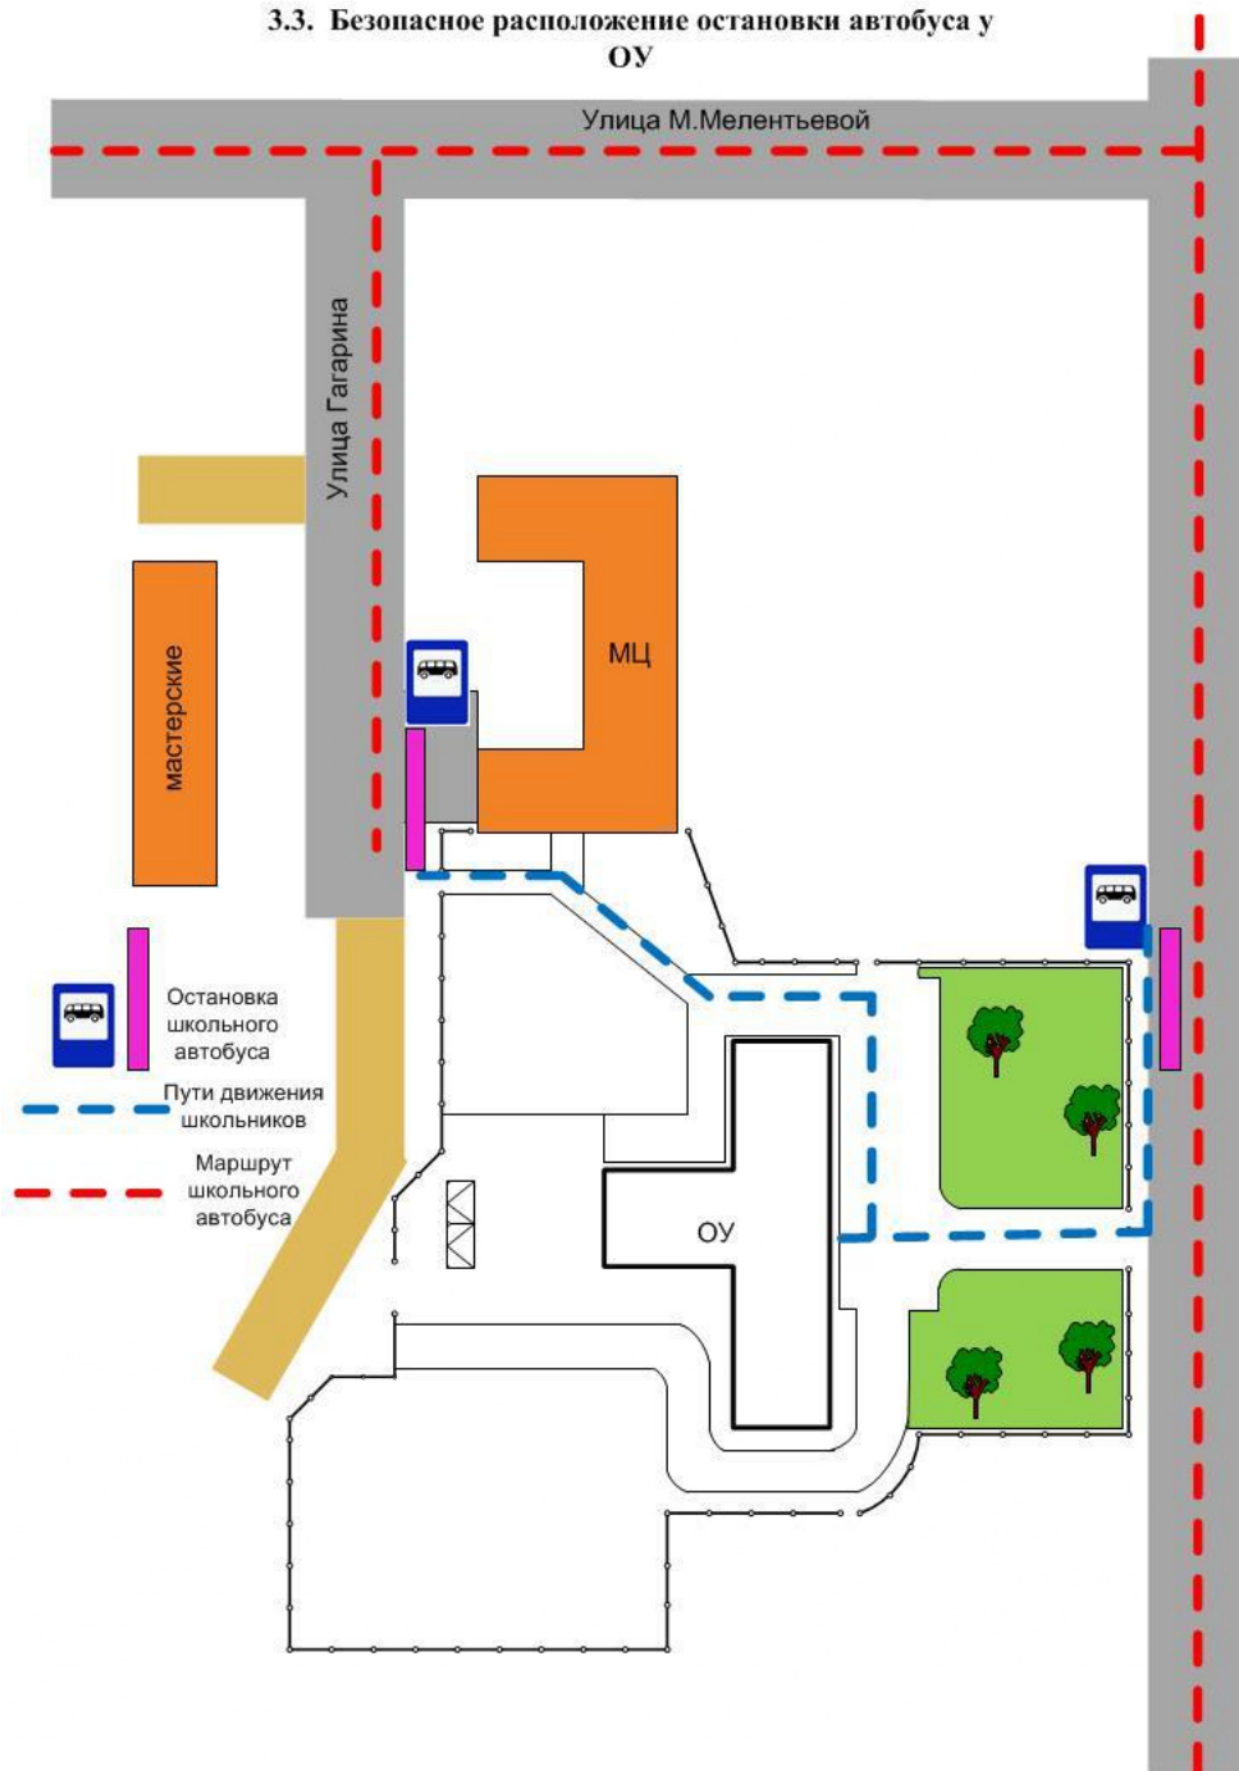 3.3. Безопасное расположение остановки автобуса у
ОУ
Улица М.Мелентьевой
Улица Гагарина
МЦ
мастерские
Остановка
школьного
автобуса
Пути движения
школьников
Маршрут
школьного
автобуса
ОУ